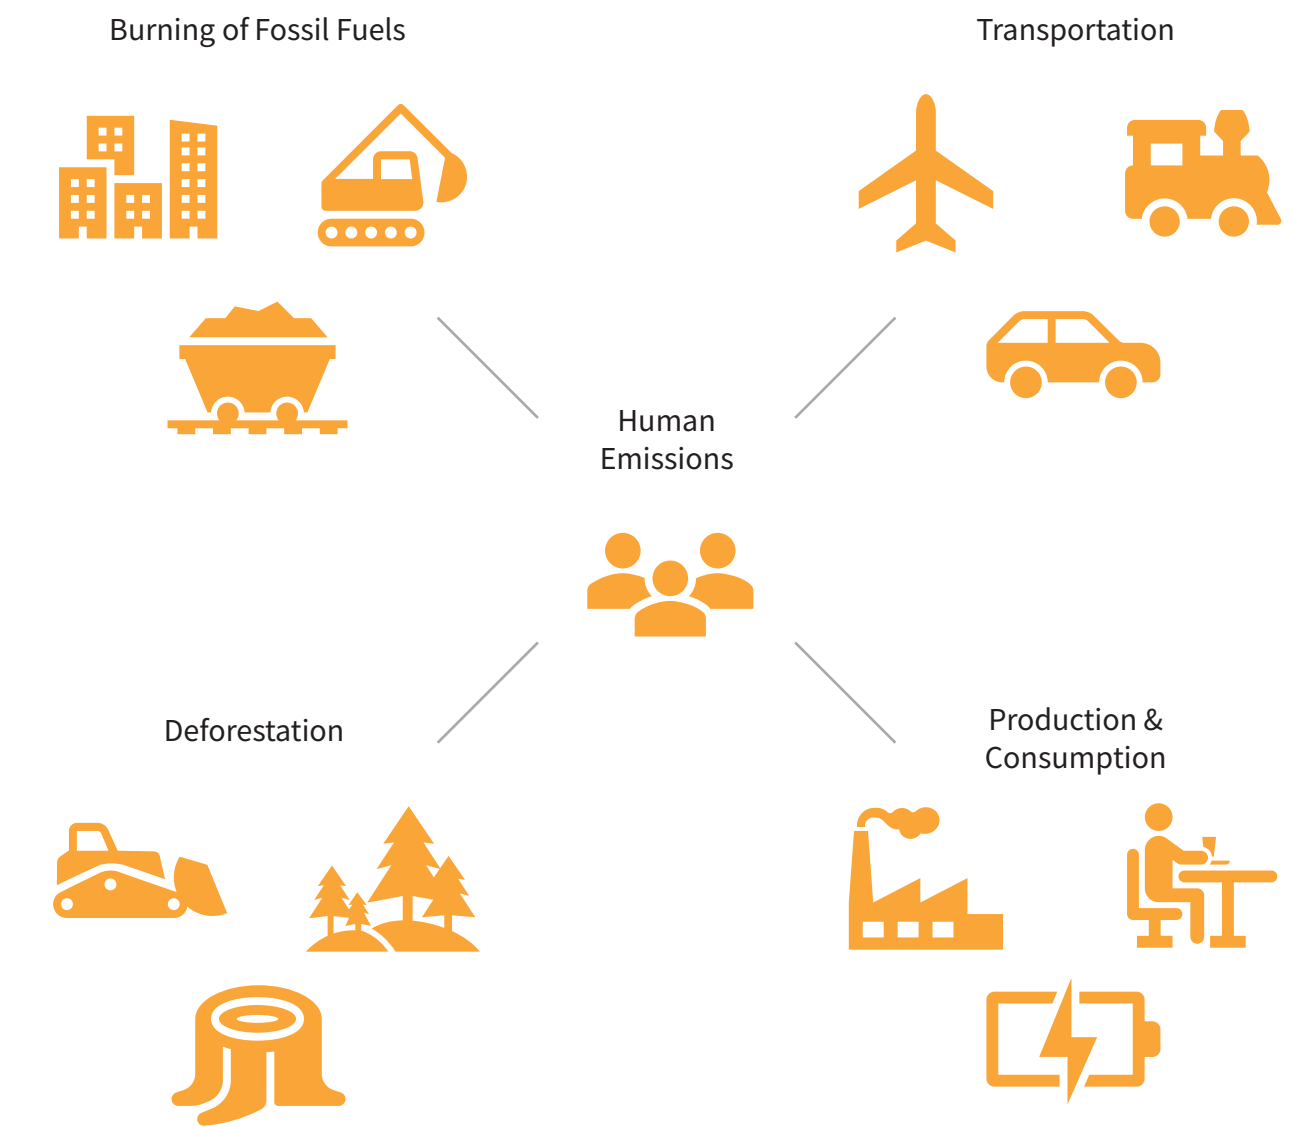 Burning of Fossil Fuels
Transportation
Human
Emissions
Deforestation
Production &
Consumption